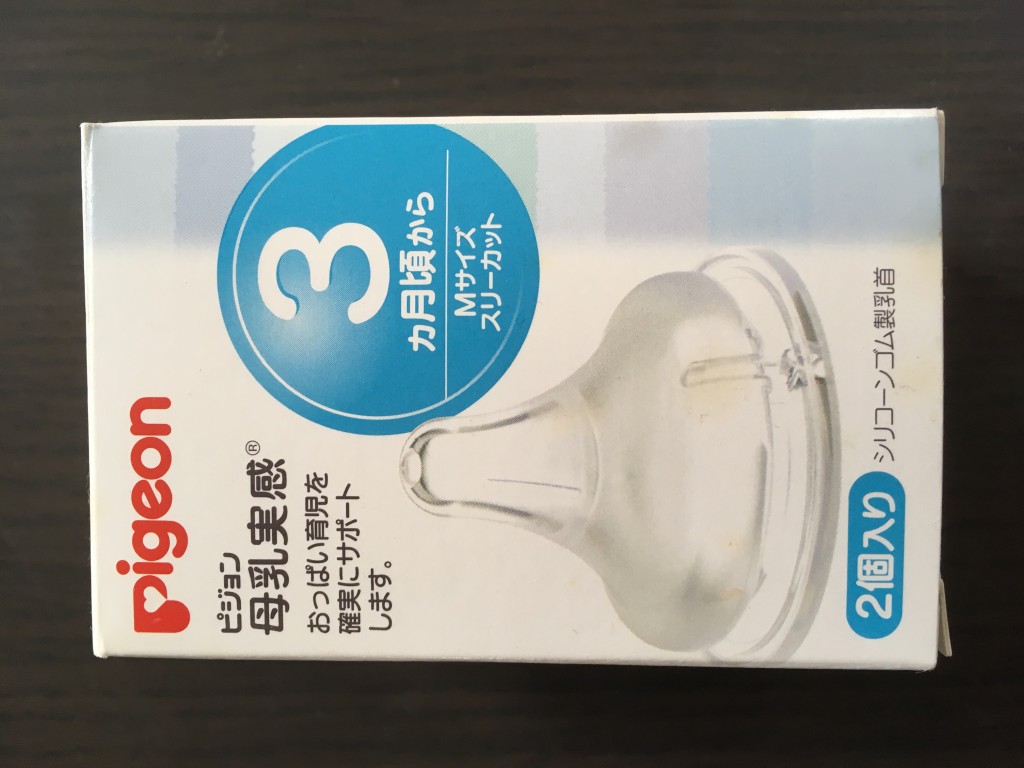 pigeon
ピジョン
母乳実感®
おっぱい育児を
確実にサポート
します。
3
カ月頃から
Mサイズ
スリーカット
2個入り
シリコーンゴム製乳首